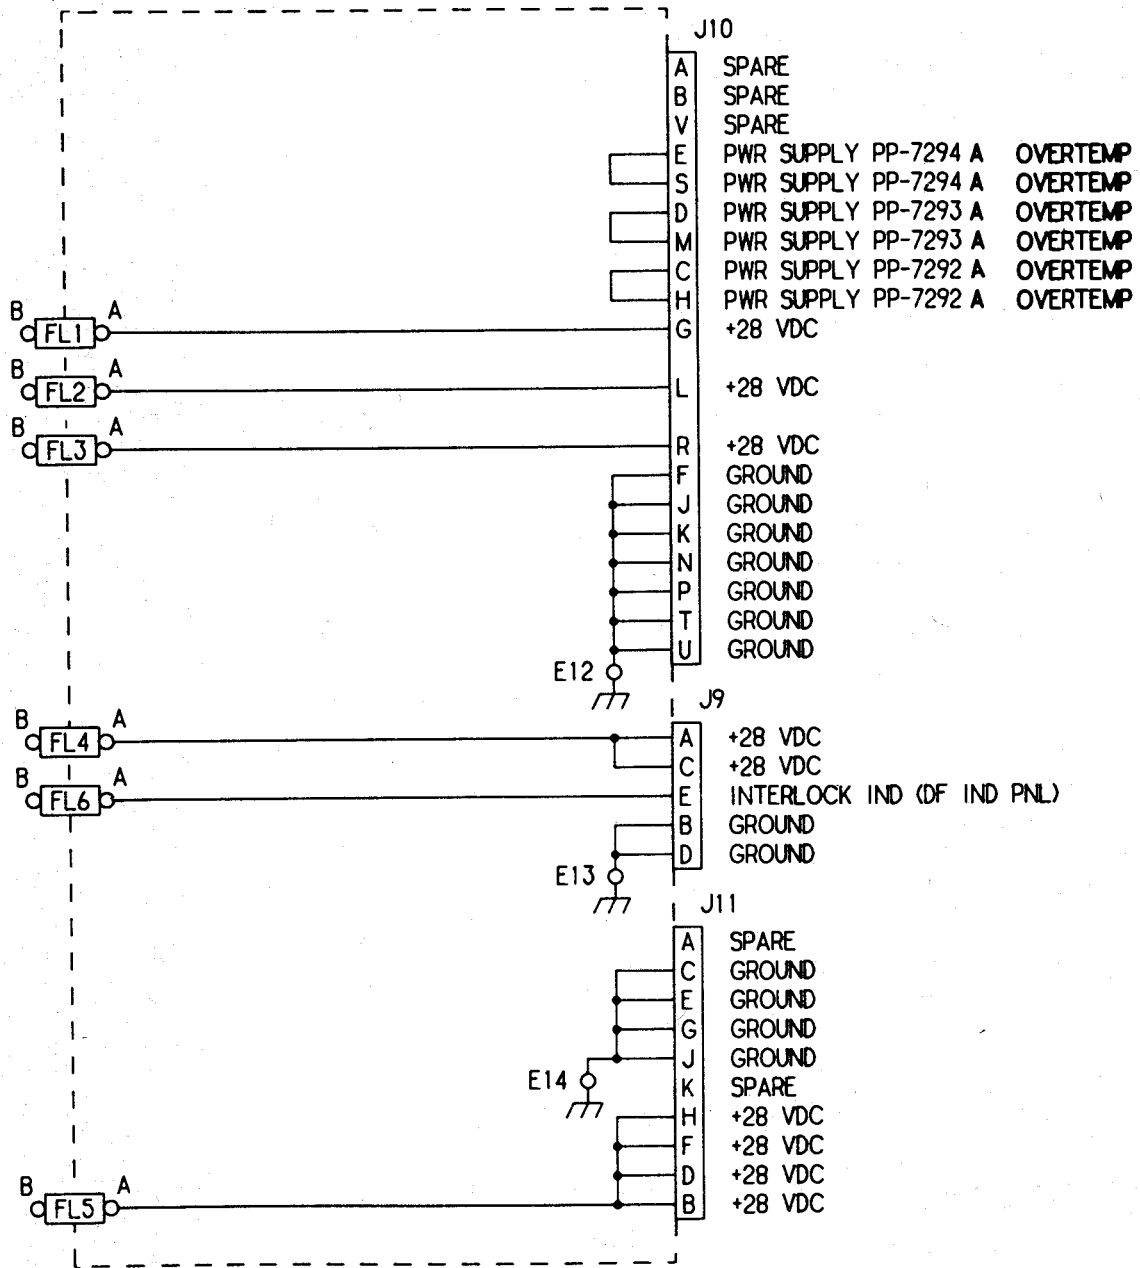 J10
A SPARE
B SPARE
V SPARE
E PWR SUPPLY PP-7294 A OVERTEMP
S PWR SUPPLY PP-7294 A OVERTEMP
D PWR SUPPLY PP-7293 A OVERTEMP
M PWR SUPPLY PP-7293 A OVERTEMP
C PWR SUPPLY PP-7292 A OVERTEMP
H PWR SUPPLY PP-7292 A OVERTEMP
B FL1 A G +28 VDC
B FL2 A L +28 VDC
B FL3 A R +28 VDC
F GROUND
J GROUND
K GROUND
N GROUND
P GROUND
T GROUND
U GROUND
E12
J9
B FL4 A A +28 VDC
C +28 VDC
B FL6 A E INTERLOCK IND (DF IND PNL)
B GROUND
D GROUND
E13
J11
A SPARE
C GROUND
E GROUND
G GROUND
J GROUND
E14
K SPARE
H +28 VDC
F +28 VDC
D +28 VDC
B FL5 A B +28 VDC